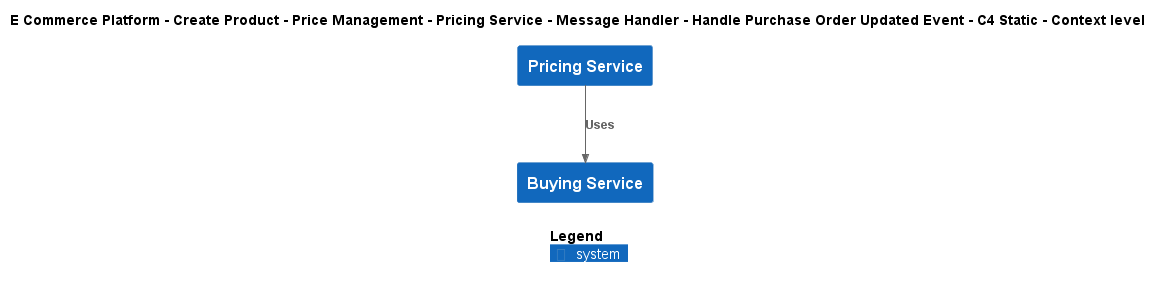 E Commerce Platform - Create Product - Price Management - Pricing Service - Message Handler - Handle Purchase Order Updated Event - C4 Static - Context level
Pricing Service
Uses
Buying Service
Legend
system